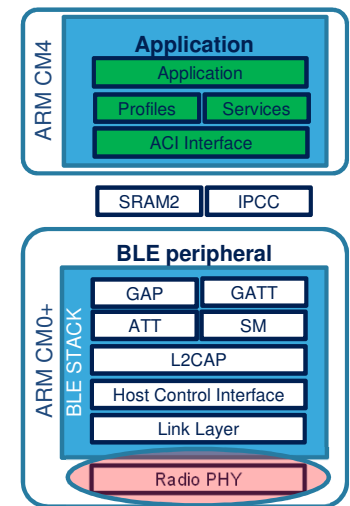 ARM CM4
Application
Application
Profiles Services
ACI Interface
SRAM2 IPCC
ARM CM0+
BLE peripheral
BLE STACK
GAP GATT
ATT SM
L2CAP
Host Control Interface
Link Layer
Radio PHY